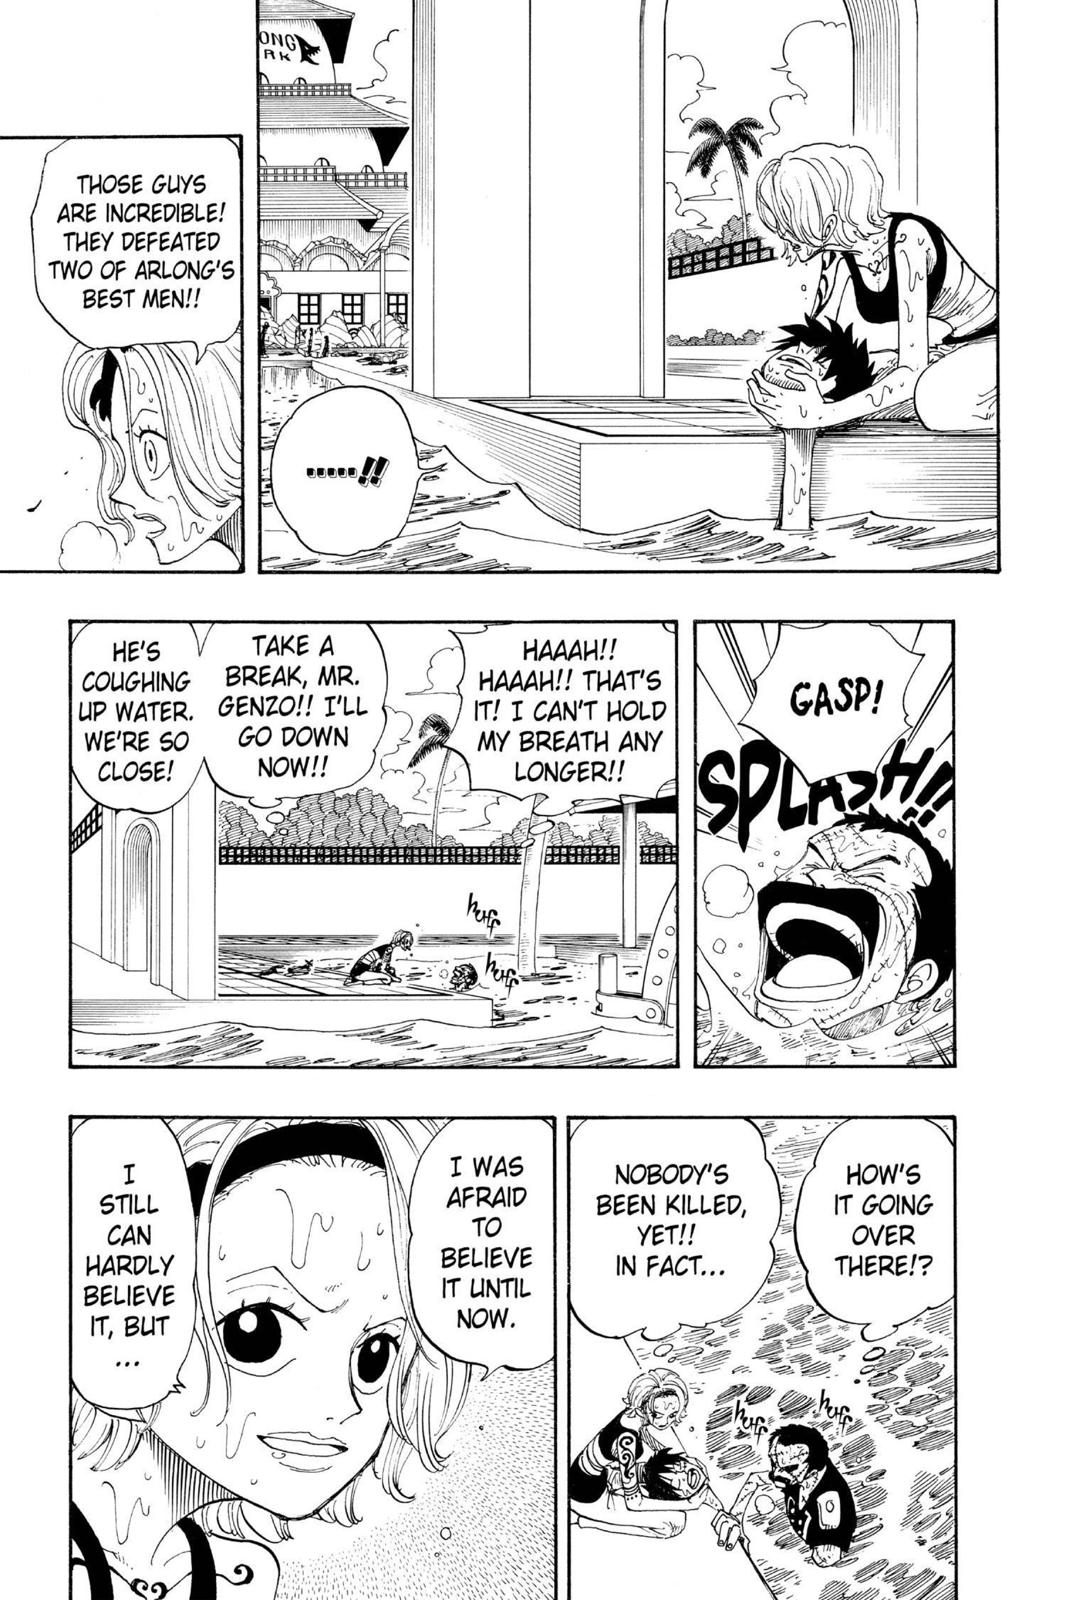 ONG
RK
.....!!
THOSE GUYS
ARE INCREDIBLE!
THEY DEFEATED
TWO OF ARLONG'S
BEST MEN!!
GASP!
SPLASH!!
HAAAH!!
HAAAH!! THAT'S
IT! I CAN'T HOLD
MY BREATH ANY
LONGER!!
TAKE A
BREAK, MR.
GENZO!! I'LL
GO DOWN
NOW!!
HE'S
COUGHING
UP WATER.
WE'RE SO
CLOSE!
huff
huff
HOW'S
IT GOING
OVER
THERE!?
NOBODY'S
BEEN KILLED,
YET!!
IN FACT...
huff
huff
I WAS
AFRAID
TO
BELIEVE
IT UNTIL
NOW.
I
STILL
CAN
HARDLY
BELIEVE
IT, BUT
...